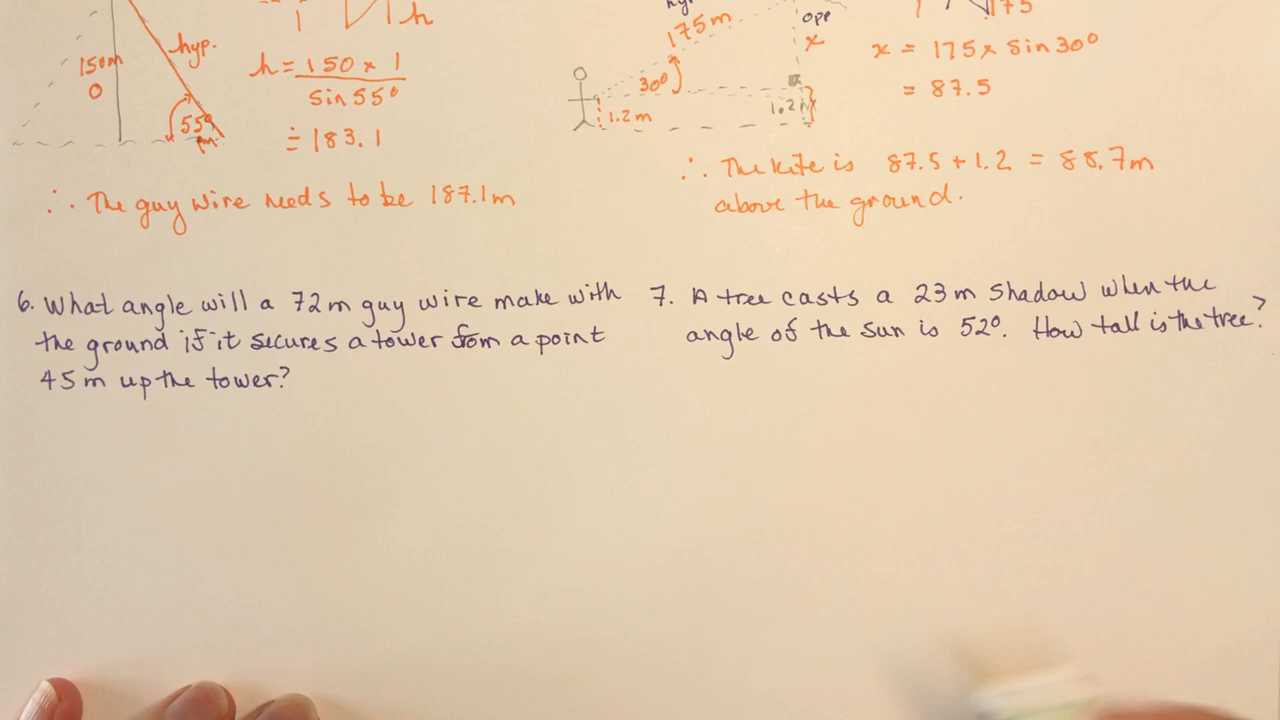 hyp.
150m
O
55°
1
h
h = 150 x 1
sin 55°
≐ 183.1
∴ The guy wire needs to be 187.1m
175m
30°
1.2m
opp
x
1.2m
175
x = 175 x sin 30°
= 87.5
∴ The kite is 87.5 + 1.2 = 88.7m
above the ground.
6. What angle will a 72m guy wire make with
the ground if it secures a tower from a point
45m up the tower?
7. A tree casts a 23m shadow when the
angle of the sun is 52°. How tall is the tree?